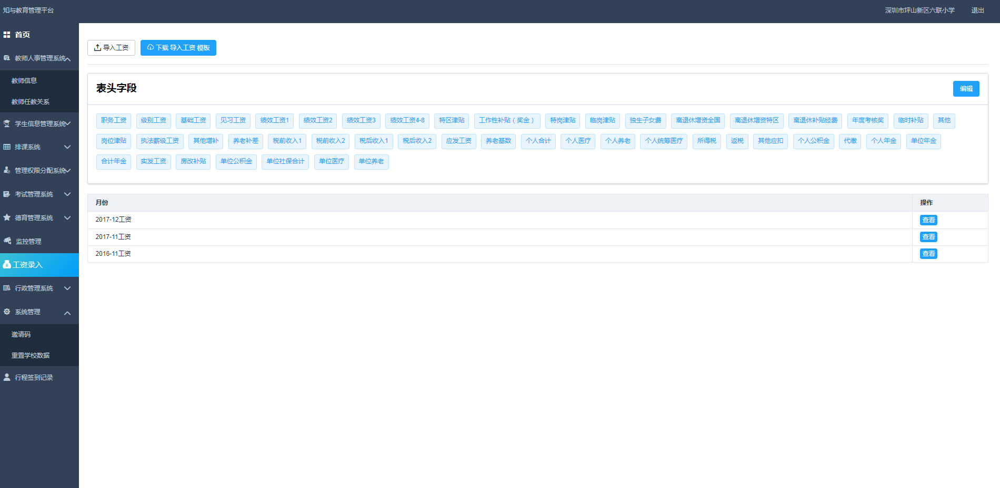 知与教育管理平台
深圳市坪山新区六联小学
退出
首页
教师人事管理系统
教师信息
教师任教关系
学生信息管理系统
排课系统
管理权限分配系统
考试管理系统
德育管理系统
监控管理
工资录入
行政管理系统
系统管理
邀请码
重置学校数据
行程签到记录
导入工资
下载 导入工资 模板
表头字段
编辑
职务工资 级别工资 基础工资 见习工资 绩效工资1 绩效工资2 绩效工资3 绩效工资4-8 特区津贴 工作性补贴（奖金） 特岗津贴 临岗津贴 独生子女费 离退休增资全国 离退休增资特区 离退休补贴经费 年度考核奖 临时补贴 其他
岗位津贴 执法薪级工资 其他增补 养老补差 税前收入1 税前收入2 税后收入1 税后收入2 应发工资 养老基数 个人合计 个人医疗 个人养老 个人统筹医疗 所得税 返税 其他应扣 个人公积金 代缴 个人年金 单位年金
合计年金 实发工资 房改补贴 单位公积金 单位社保合计 单位医疗 单位养老
月份 操作
2017-12工资 查看
2017-11工资 查看
2016-11工资 查看